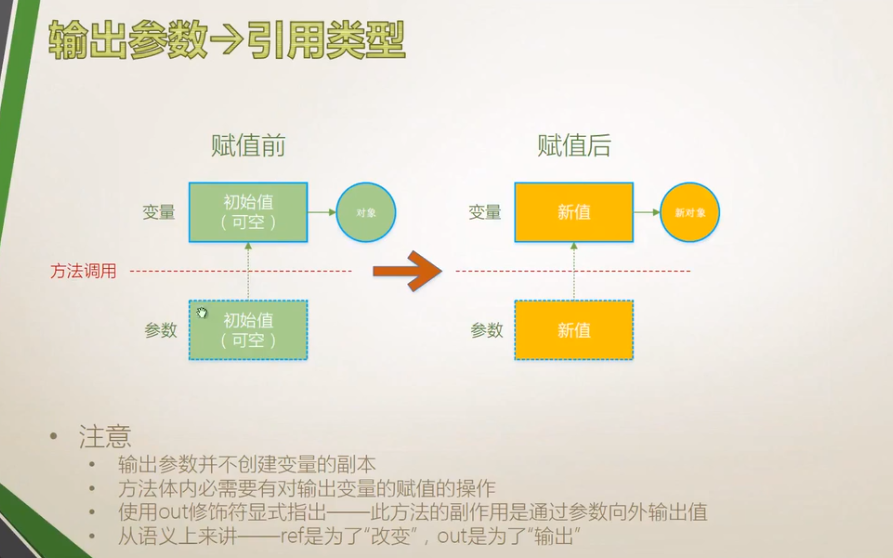 输出参数→引用类型
赋值前
赋值后
变量
初始值
（可空）
对象
变量
新值
新对象
方法调用
参数
初始值
（可空）
参数
新值
• 注意
• 输出参数并不创建变量的副本
• 方法体内必需要有对输出变量的赋值的操作
• 使用out修饰符显式指出——此方法的副作用是通过参数向外输出值
• 从语义上来讲——ref是为了“改变”，out是为了“输出”